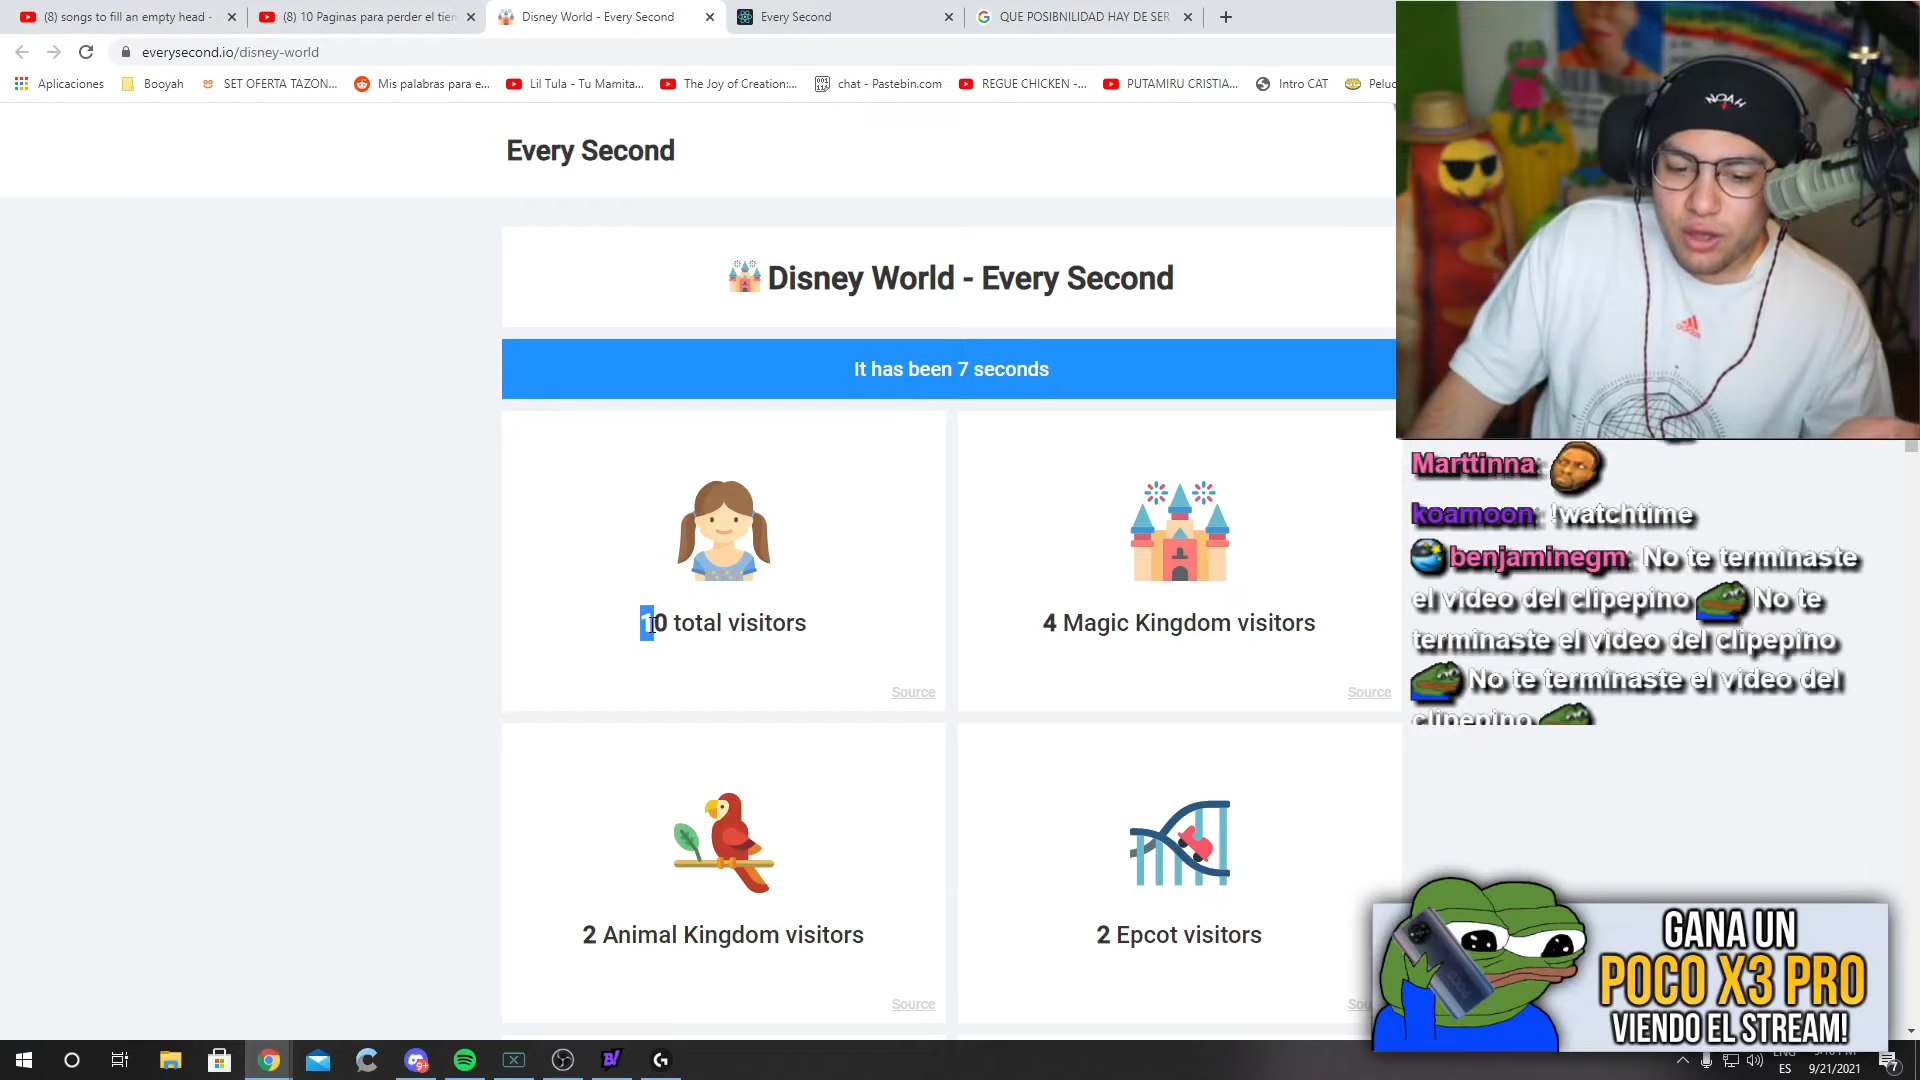 (8) songs to fill an empty head -
(8) 10 Paginas para perder el tien
Disney World - Every Second
Every Second
QUE POSIBNILIDAD HAY DE SER
everysecond.io/disney-world
Aplicaciones
Booyah
SET OFERTA TAZON...
Mis palabras para e...
Lil Tula - Tu Mamita...
The Joy of Creation:...
chat - Pastebin.com
REGUE CHICKEN -...
PUTAMIRU CRISTIA...
Intro CAT
Peluc
NOAH
Every Second
Disney World - Every Second
It has been 7 seconds
10 total visitors
Source
4 Magic Kingdom visitors
Source
2 Animal Kingdom visitors
Source
2 Epcot visitors
Sou
Marttinna:
koamoon: !watchtime
benjaminegm: No te terminaste
el video del clipepino No te
terminaste el video del clipepino
No te terminaste el video del
clipepino
GANA UN
POCO X3 PRO
VIENDO EL STREAM!
ES
9/21/2021